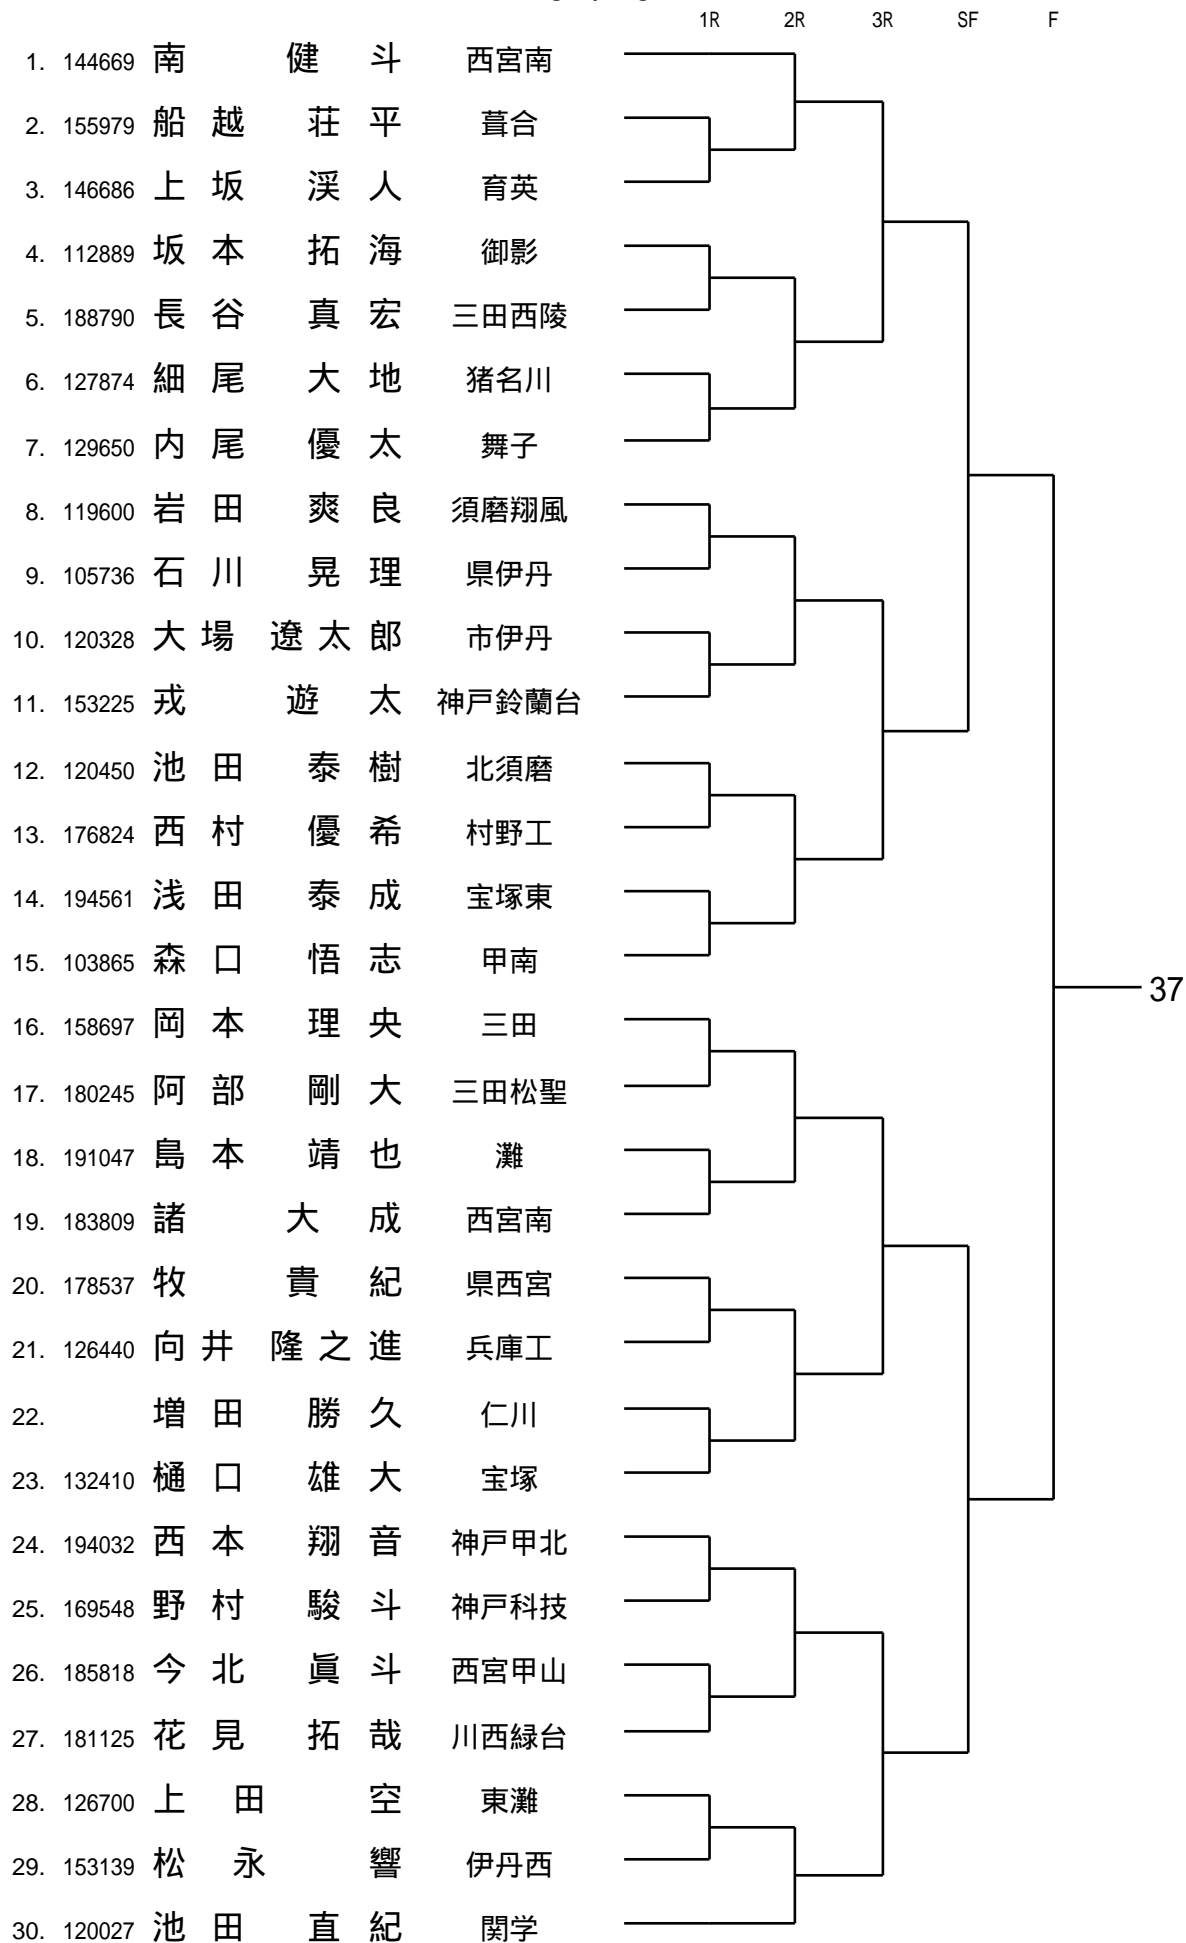 1R 2R 3R SF F
1. 144669 南 健 斗 西宮南
2. 155979 船 越 荘 平 葺合
3. 146686 上 坂 渓 人 育英
4. 112889 坂 本 拓 海 御影
5. 188790 長 谷 真 宏 三田西陵
6. 127874 細 尾 大 地 猪名川
7. 129650 内 尾 優 太 舞子
8. 119600 岩 田 爽 良 須磨翔風
9. 105736 石 川 晃 理 県伊丹
10. 120328 大 場 遼 太 郎 市伊丹
11. 153225 戎 遊 太 神戸鈴蘭台
12. 120450 池 田 泰 樹 北須磨
13. 176824 西 村 優 希 村野工
14. 194561 浅 田 泰 成 宝塚東
15. 103865 森 口 悟 志 甲南
37
16. 158697 岡 本 理 央 三田
17. 180245 阿 部 剛 大 三田松聖
18. 191047 島 本 靖 也 灘
19. 183809 諸 大 成 西宮南
20. 178537 牧 貴 紀 県西宮
21. 126440 向 井 隆 之 進 兵庫工
22. 増 田 勝 久 仁川
23. 132410 樋 口 雄 大 宝塚
24. 194032 西 本 翔 音 神戸甲北
25. 169548 野 村 駿 斗 神戸科技
26. 185818 今 北 眞 斗 西宮甲山
27. 181125 花 見 拓 哉 川西緑台
28. 126700 上 田 空 東灘
29. 153139 松 永 響 伊丹西
30. 120027 池 田 直 紀 関学